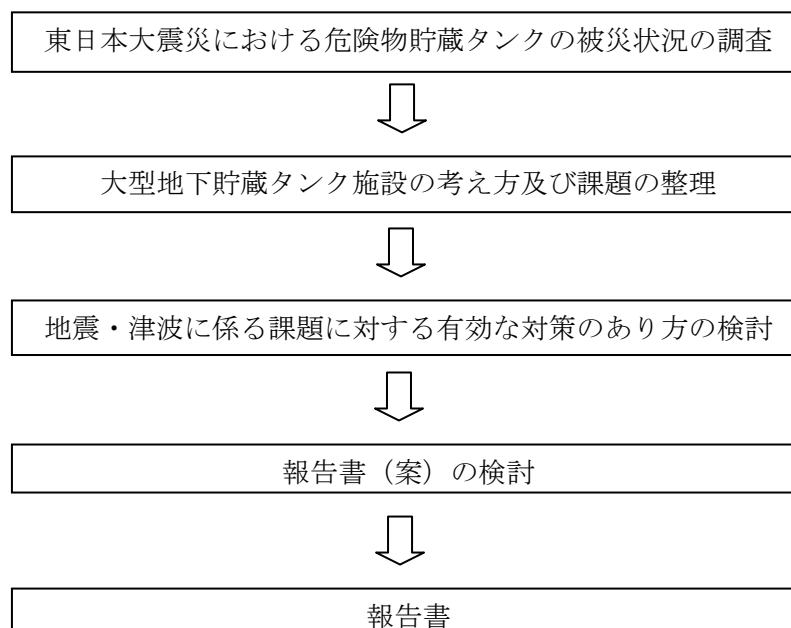 東日本大震災における危険物貯蔵タンクの被災状況の調査
大型地下貯蔵タンク施設の考え方及び課題の整理
地震・津波に係る課題に対する有効な対策のあり方の検討
報告書（案）の検討
報告書